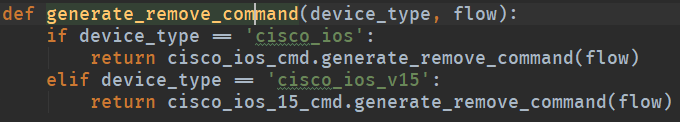 def generate_remove_command(device_type, flow):
    if device_type == 'cisco_ios':
        return cisco_ios_cmd.generate_remove_command(flow)
    elif device_type == 'cisco_ios_v15':
        return cisco_ios_15_cmd.generate_remove_command(flow)